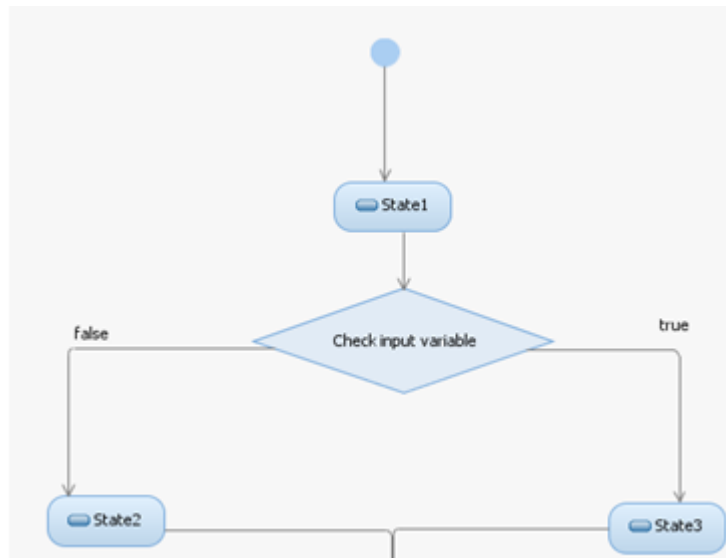 State1
Check input variable
false
true
State2
State3